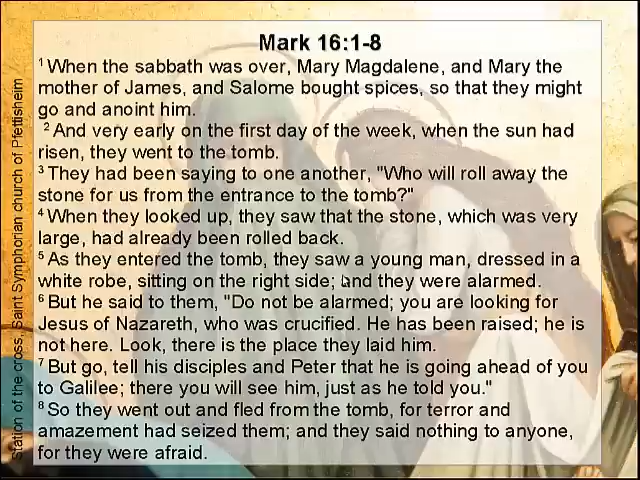 Mark 16:1-8
1 When the sabbath was over, Mary Magdalene, and Mary the
mother of James, and Salome bought spices, so that they might
go and anoint him.
2 And very early on the first day of the week, when the sun had
risen, they went to the tomb.
3 They had been saying to one another, "Who will roll away the
stone for us from the entrance to the tomb?"
4 When they looked up, they saw that the stone, which was very
large, had already been rolled back.
5 As they entered the tomb, they saw a young man, dressed in a
white robe, sitting on the right side; and they were alarmed.
6 But he said to them, "Do not be alarmed; you are looking for
Jesus of Nazareth, who was crucified. He has been raised; he is
not here. Look, there is the place they laid him.
7 But go, tell his disciples and Peter that he is going ahead of you
to Galilee; there you will see him, just as he told you."
8 So they went out and fled from the tomb, for terror and
amazement had seized them; and they said nothing to anyone,
for they were afraid.
Station of the cross, Saint Symphorian church of Pfettisheim